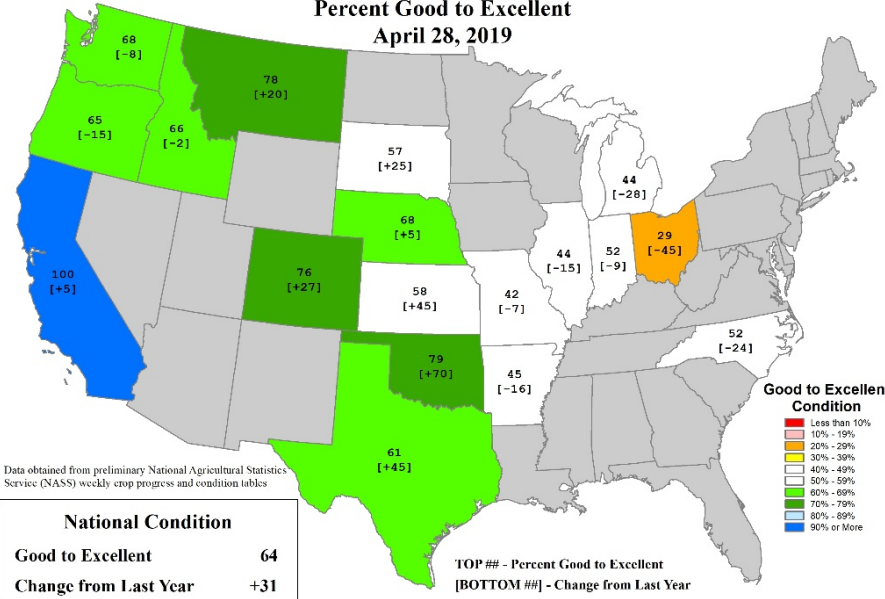 Percent Good to Excellent
April 28, 2019
68
[-8]
78
[+20]
65
[-15]
66
[-2]
57
[+25]
44
[-28]
68
[+5]
29
[-45]
44
[-15]
52
[-9]
100
[+5]
76
[+27]
58
[+45]
42
[-7]
52
[-24]
79
[+70]
45
[-16]
61
[+45]
Good to Excellen
Condition
Less than 10%
10% - 19%
20% - 29%
30% - 39%
40% - 49%
50% - 59%
60% - 69%
70% - 79%
80% - 89%
90% or More
Data obtained from preliminary National Agricultural Statistics
Service (NASS) weekly crop progress and condition tables
National Condition
Good to Excellent 64
Change from Last Year +31
TOP ## - Percent Good to Excellent
[BOTTOM ##] - Change from Last Year